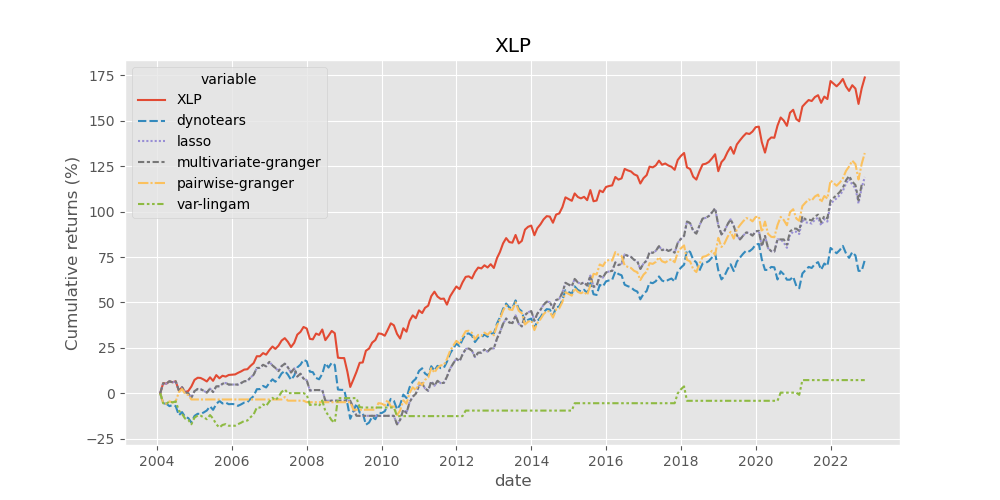 XLP
Cumulative returns (%)
175
150
125
100
75
50
25
0
−25
variable
XLP
dynotears
lasso
multivariate-granger
pairwise-granger
var-lingam
2004 2006 2008 2010 2012 2014 2016 2018 2020 2022
date